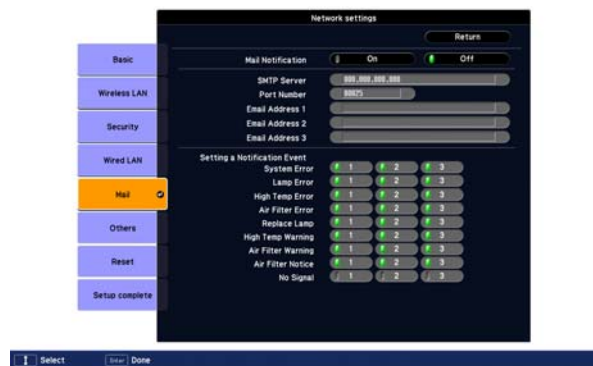 Network settings
Return
Basic
Mail Notification On Off
SMTP Server 000.000.000.000
Wireless LAN
Port Number 00025
Email Address 1
Security
Email Address 2
Email Address 3
Wired LAN
Setting a Notification Event
System Error 1 2 3
Lamp Error 1 2 3
Mail
High Temp Error 1 2 3
Air Filter Error 1 2 3
Others
Replace Lamp 1 2 3
High Temp Warning 1 2 3
Air Filter Warning 1 2 3
Reset
Air Filter Notice 1 2 3
No Signal 1 2 3
Setup complete
Select Enter Done